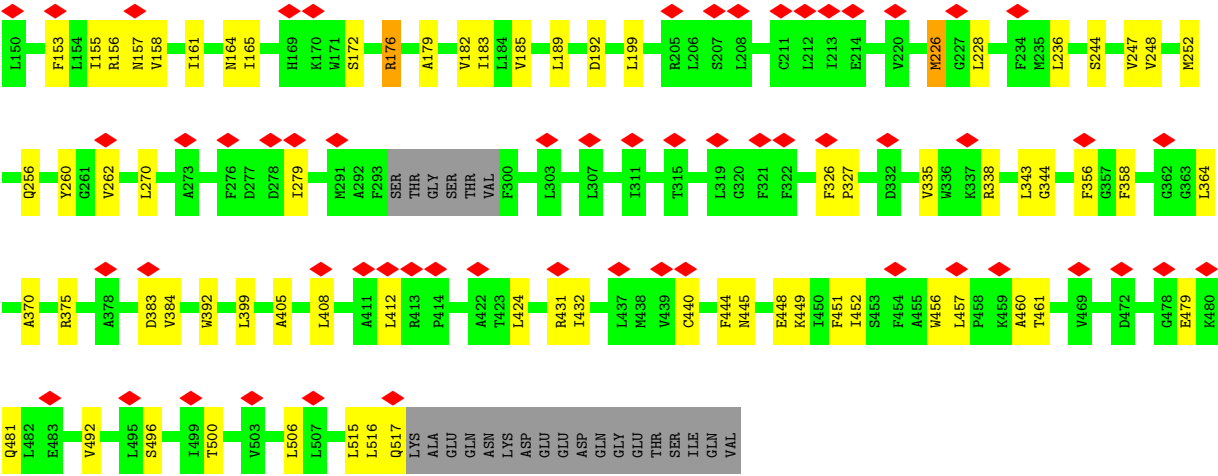 L150 F153 L154 I155 R156 N157 V158 I161 N164 I165 H169 K170 W171 S172 R176 A179 V182 I183 L184 V185 L189 D192 L199 R205 L206 S207 L208 C211 L212 I213 E214 V220 M226 G227 L228 F234 M235 L236 S244 V247 V248 M252
Q256 Y260 G261 V262 L270 A273 F276 D277 D278 I279 M291 A292 F293 SER THR GLY SER THR VAL F300 L303 L307 I311 T315 L319 G320 F321 F322 F326 P327 D332 V335 W336 K337 R338 L343 G344 F356 G357 F358 G362 G363 L364
A370 R375 A378 D383 V384 W392 L399 A405 L408 A411 L412 R413 P414 A422 T423 L424 R431 I432 L437 M438 V439 C440 F444 N445 E448 K449 I450 F451 I452 S453 F454 A455 W456 L457 P458 K459 A460 T461 V469 D472 G478 E479 K480
Q481 L482 E483 V492 L495 S496 I499 T500 V503 L506 L507 L515 L516 Q517 LYS ALA GLU GLN ASN LYS ASP GLU GLU ASP GLN GLY GLU THR SER ILE GLN VAL